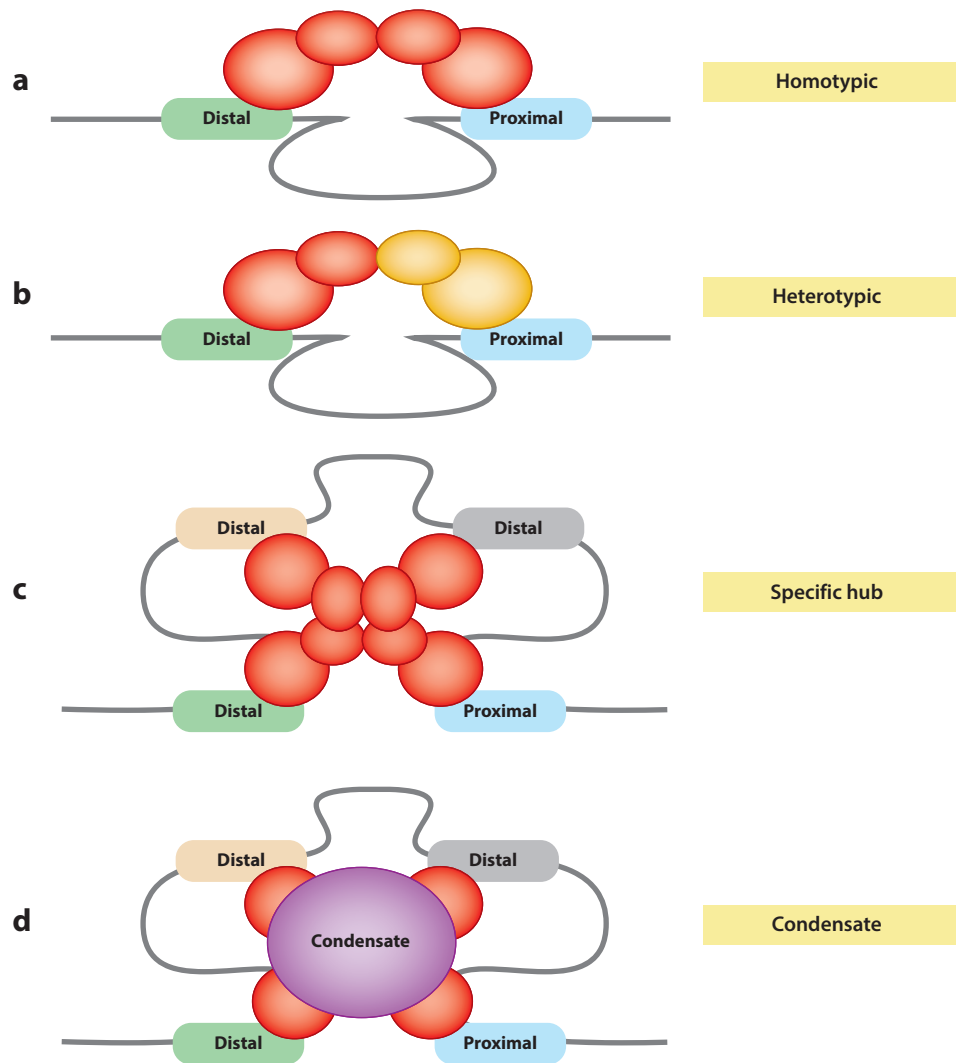 a
Distal
Proximal
Homotypic
b
Distal
Proximal
Heterotypic
Distal
Distal
c
Specific hub
Distal
Proximal
Distal
Distal
d
Condensate
Condensate
Distal
Proximal